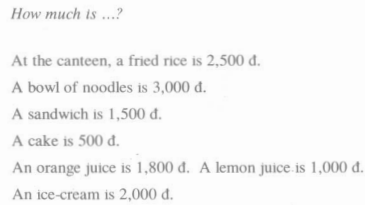 How much is ...?
At the canteen, a fried rice is 2,500 đ.
A bowl of noodles is 3,000 đ.
A sandwich is 1,500 đ.
A cake is 500 đ.
An orange juice is 1,800 đ. A lemon juice is 1,000 đ.
An ice-cream is 2,000 đ.